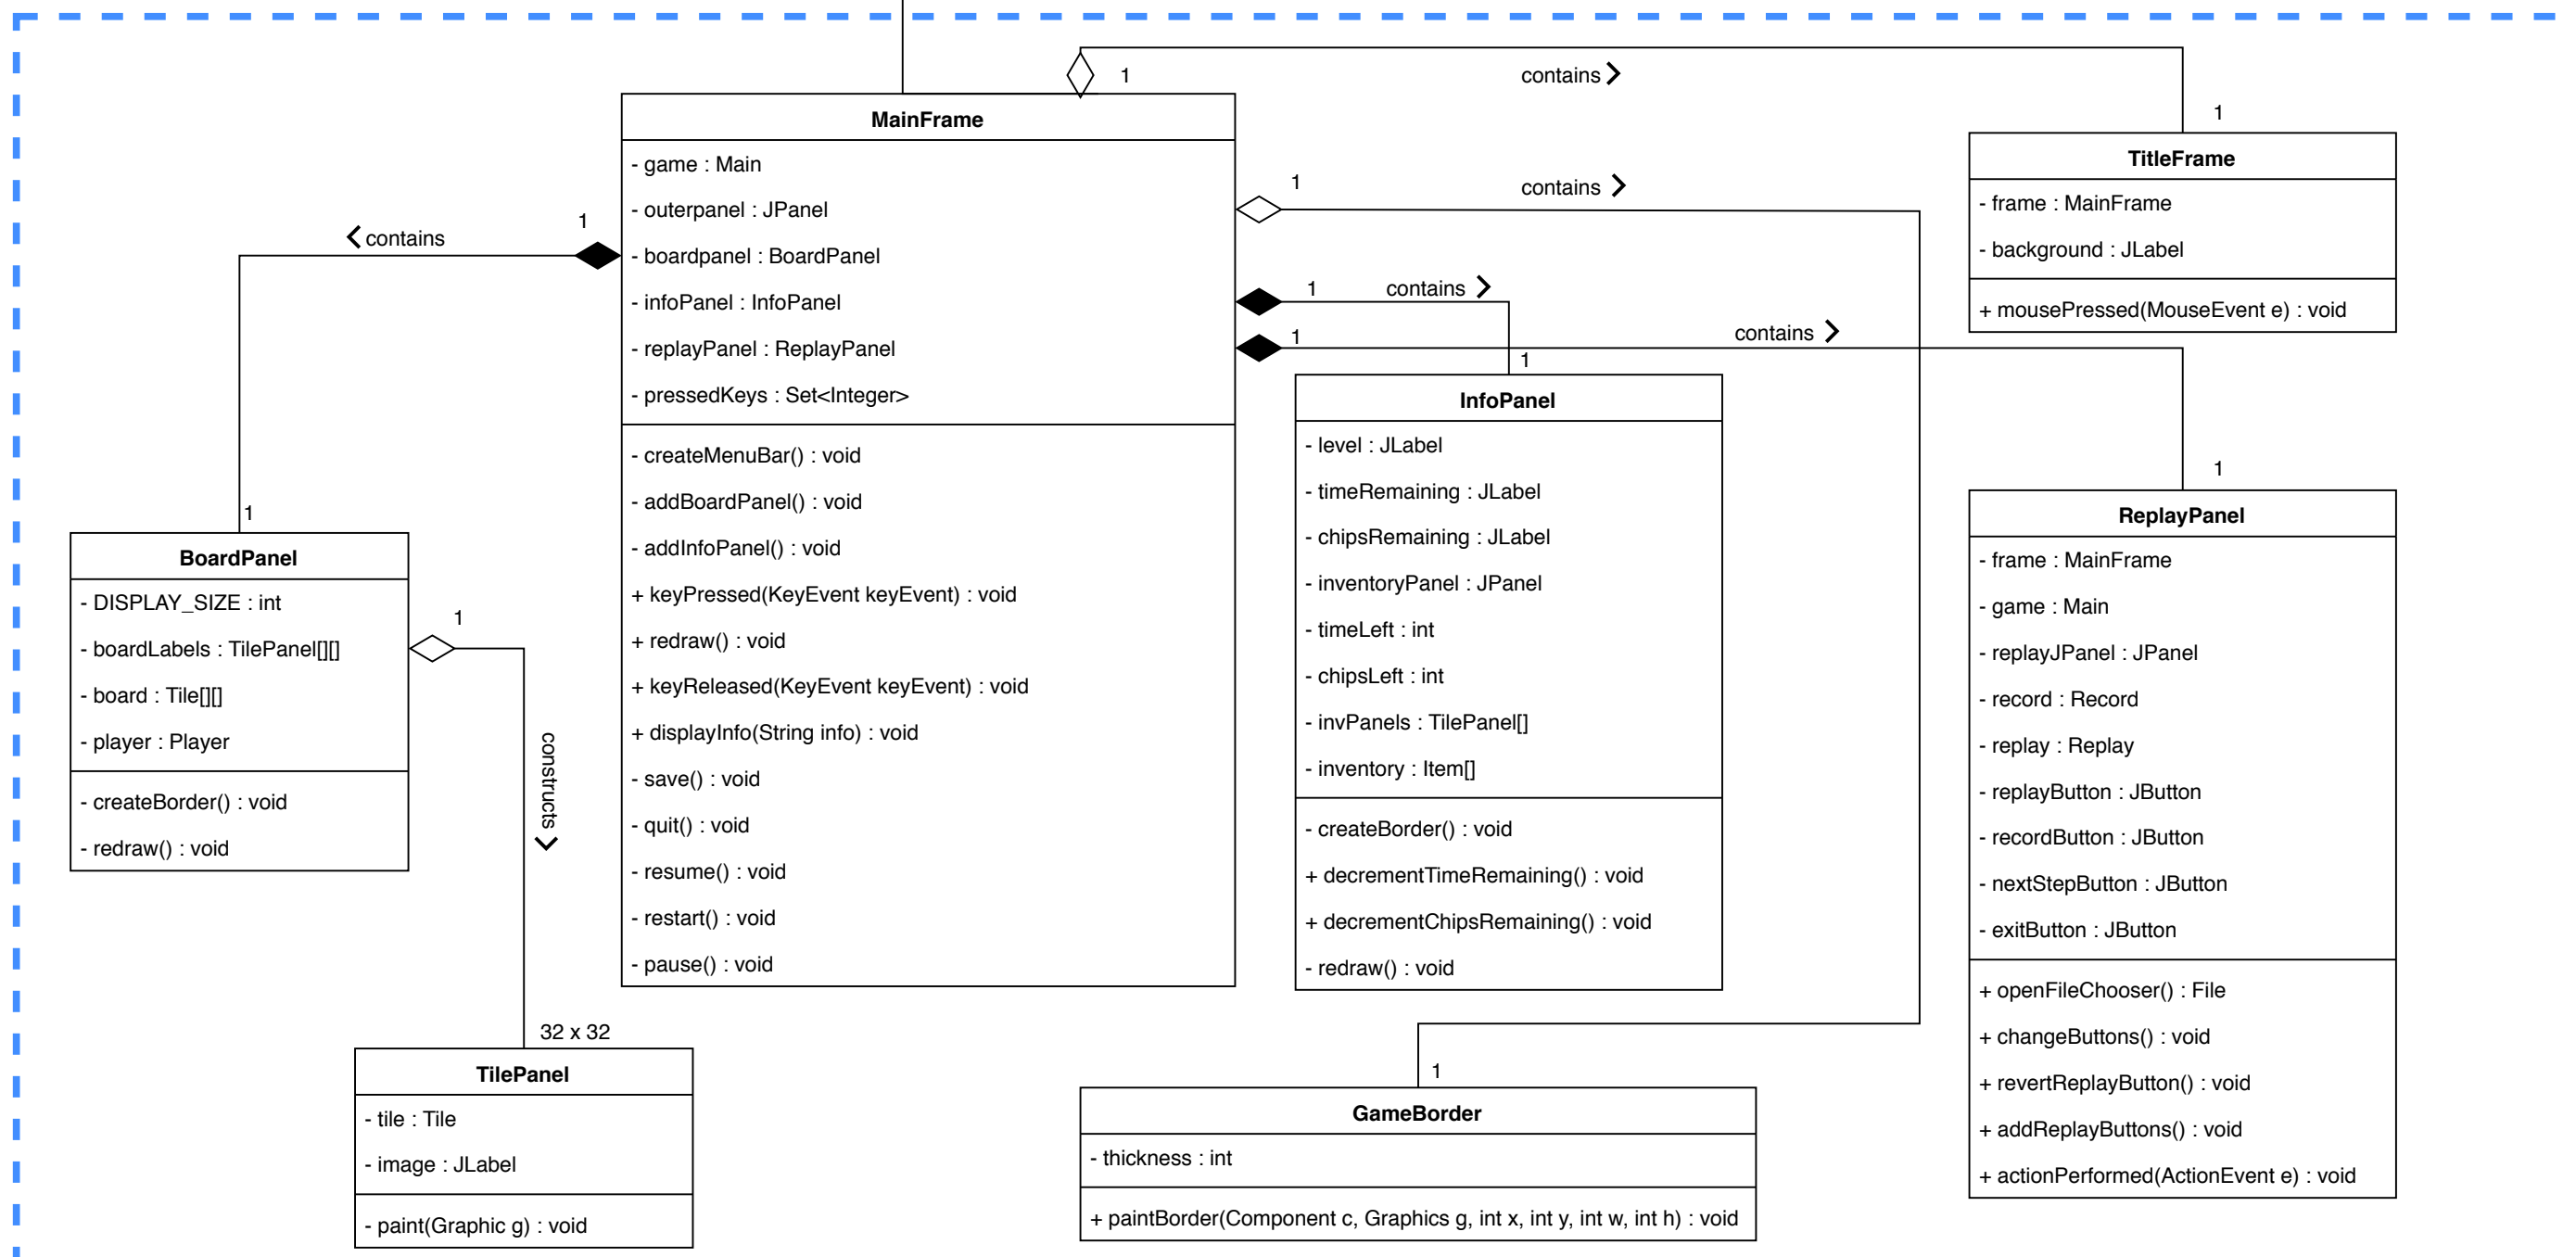 1
contains
1
MainFrame
- game : Main
- outerpanel : JPanel
- boardpanel : BoardPanel
- infoPanel : InfoPanel
- replayPanel : ReplayPanel
- pressedKeys : Set<Integer>
- createMenuBar() : void
- addBoardPanel() : void
- addInfoPanel() : void
+ keyPressed(KeyEvent keyEvent) : void
+ redraw() : void
+ keyReleased(KeyEvent keyEvent) : void
+ displayInfo(String info) : void
- save() : void
- quit() : void
- resume() : void
- restart() : void
- pause() : void
TitleFrame
- frame : MainFrame
- background : JLabel
+ mousePressed(MouseEvent e) : void
1
contains
1
contains
1
contains
1
contains
1
1
1
BoardPanel
- DISPLAY_SIZE : int
- boardLabels : TilePanel[][]
- board : Tile[][]
- player : Player
- createBorder() : void
- redraw() : void
1
constructs
32 x 32
TilePanel
- tile : Tile
- image : JLabel
- paint(Graphic g) : void
InfoPanel
- level : JLabel
- timeRemaining : JLabel
- chipsRemaining : JLabel
- inventoryPanel : JPanel
- timeLeft : int
- chipsLeft : int
- invPanels : TilePanel[]
- inventory : Item[]
- createBorder() : void
+ decrementTimeRemaining() : void
+ decrementChipsRemaining() : void
- redraw() : void
1
GameBorder
- thickness : int
+ paintBorder(Component c, Graphics g, int x, int y, int w, int h) : void
ReplayPanel
- frame : MainFrame
- game : Main
- replayJPanel : JPanel
- record : Record
- replay : Replay
- replayButton : JButton
- recordButton : JButton
- nextStepButton : JButton
- exitButton : JButton
+ openFileChooser() : File
+ changeButtons() : void
+ revertReplayButton() : void
+ addReplayButtons() : void
+ actionPerformed(ActionEvent e) : void